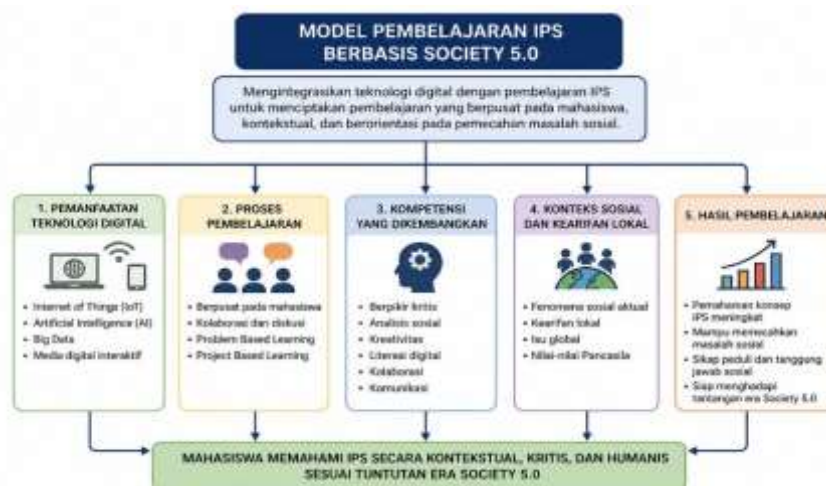 MODEL PEMBELAJARAN IPS
BERBASIS SOCIETY 5.0
Mengintegrasikan teknologi digital dengan pembelajaran IPS
untuk menciptakan pembelajaran yang berpusat pada mahasiswa,
kontekstual, dan berorientasi pada pemecahan masalah sosial.
1. PEMANFAATAN
TEKNOLOGI DIGITAL
• Internet of Things (IoT)
• Artificial Intelligence (AI)
• Big Data
• Media digital interaktif
2. PROSES
PEMBELAJARAN
• Berpusat pada mahasiswa
• Kolaborasi dan diskusi
• Problem Based Learning
• Project Based Learning
3. KOMPETENSI
YANG DIKEMBANGKAN
• Berpikir kritis
• Analisis sosial
• Kreativitas
• Literasi digital
• Kolaborasi
• Komunikasi
4. KONTEKS SOSIAL
DAN KEARIFAN LOKAL
• Fenomena sosial aktual
• Kearifan lokal
• Isu global
• Nilai-nilai Pancasila
5. HASIL PEMBELAJARAN
• Pemahaman konsep
IPS meningkat
• Mampu memecahkan
masalah sosial
• Sikap peduli dan tanggung
jawab sosial
• Siap menghadapi
tantangan era Society 5.0
MAHASISWA MEMAHAMI IPS SECARA KONTEKSTUAL, KRITIS, DAN HUMANIS
SESUAI TUNTUTAN ERA SOCIETY 5.0